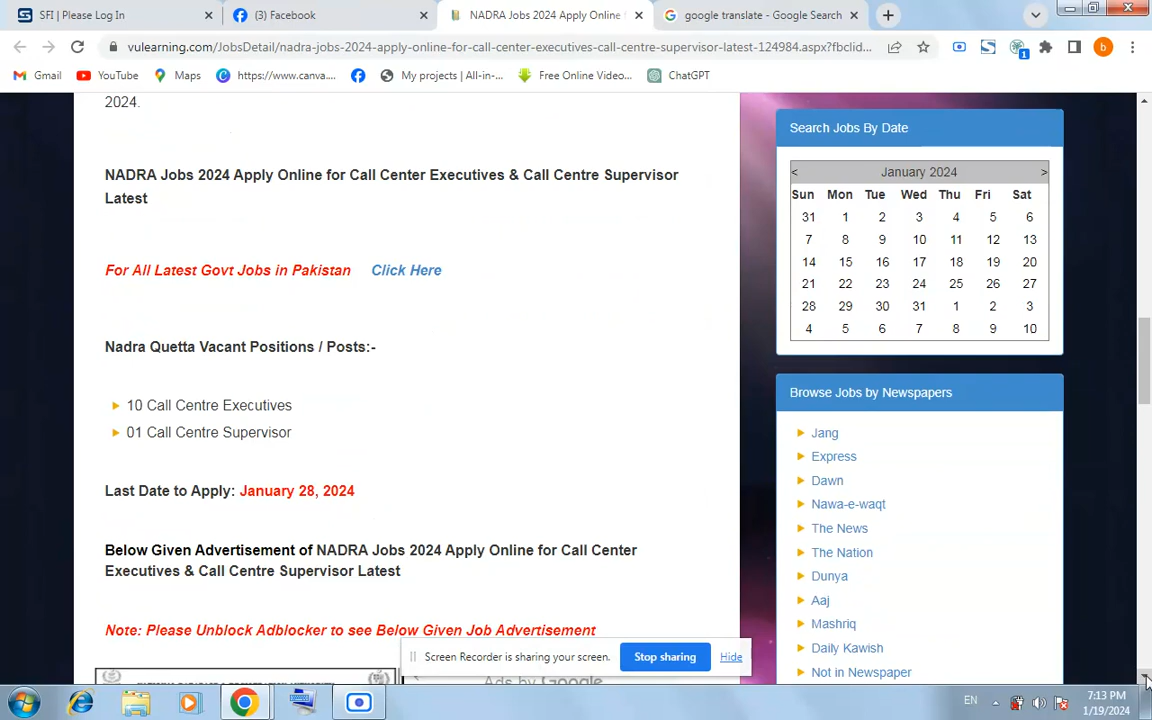 SFI | Please Log In
(3) Facebook
NADRA Jobs 2024 Apply Online
google translate - Google Search
vulearning.com/JobsDetail/nadra-jobs-2024-apply-online-for-call-center-executives-call-centre-supervisor-latest-124984.aspx?fbclid...
Gmail
YouTube
Maps
https://www.canva...
My projects | All-in-...
Free Online Video...
ChatGPT
2024.
NADRA Jobs 2024 Apply Online for Call Center Executives & Call Centre Supervisor
Latest
For All Latest Govt Jobs in Pakistan Click Here
Nadra Quetta Vacant Positions / Posts:-
10 Call Centre Executives
01 Call Centre Supervisor
Last Date to Apply: January 28, 2024
Below Given Advertisement of NADRA Jobs 2024 Apply Online for Call Center
Executives & Call Centre Supervisor Latest
Note: Please Unblock Adblocker to see Below Given Job Advertisement
Ads by Google
Search Jobs By Date
< January 2024 >
Sun Mon Tue Wed Thu Fri Sat
31 1 2 3 4 5 6
7 8 9 10 11 12 13
14 15 16 17 18 19 20
21 22 23 24 25 26 27
28 29 30 31 1 2 3
4 5 6 7 8 9 10
Browse Jobs by Newspapers
Jang
Express
Dawn
Nawa-e-waqt
The News
The Nation
Dunya
Aaj
Mashriq
Daily Kawish
Not in Newspaper
Screen Recorder is sharing your screen. Stop sharing Hide
EN
7:13 PM
1/19/2024